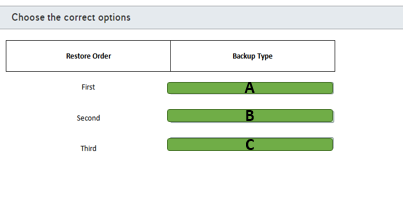 Choose the correct options
Restore Order Backup Type
First A
Second B
Third C